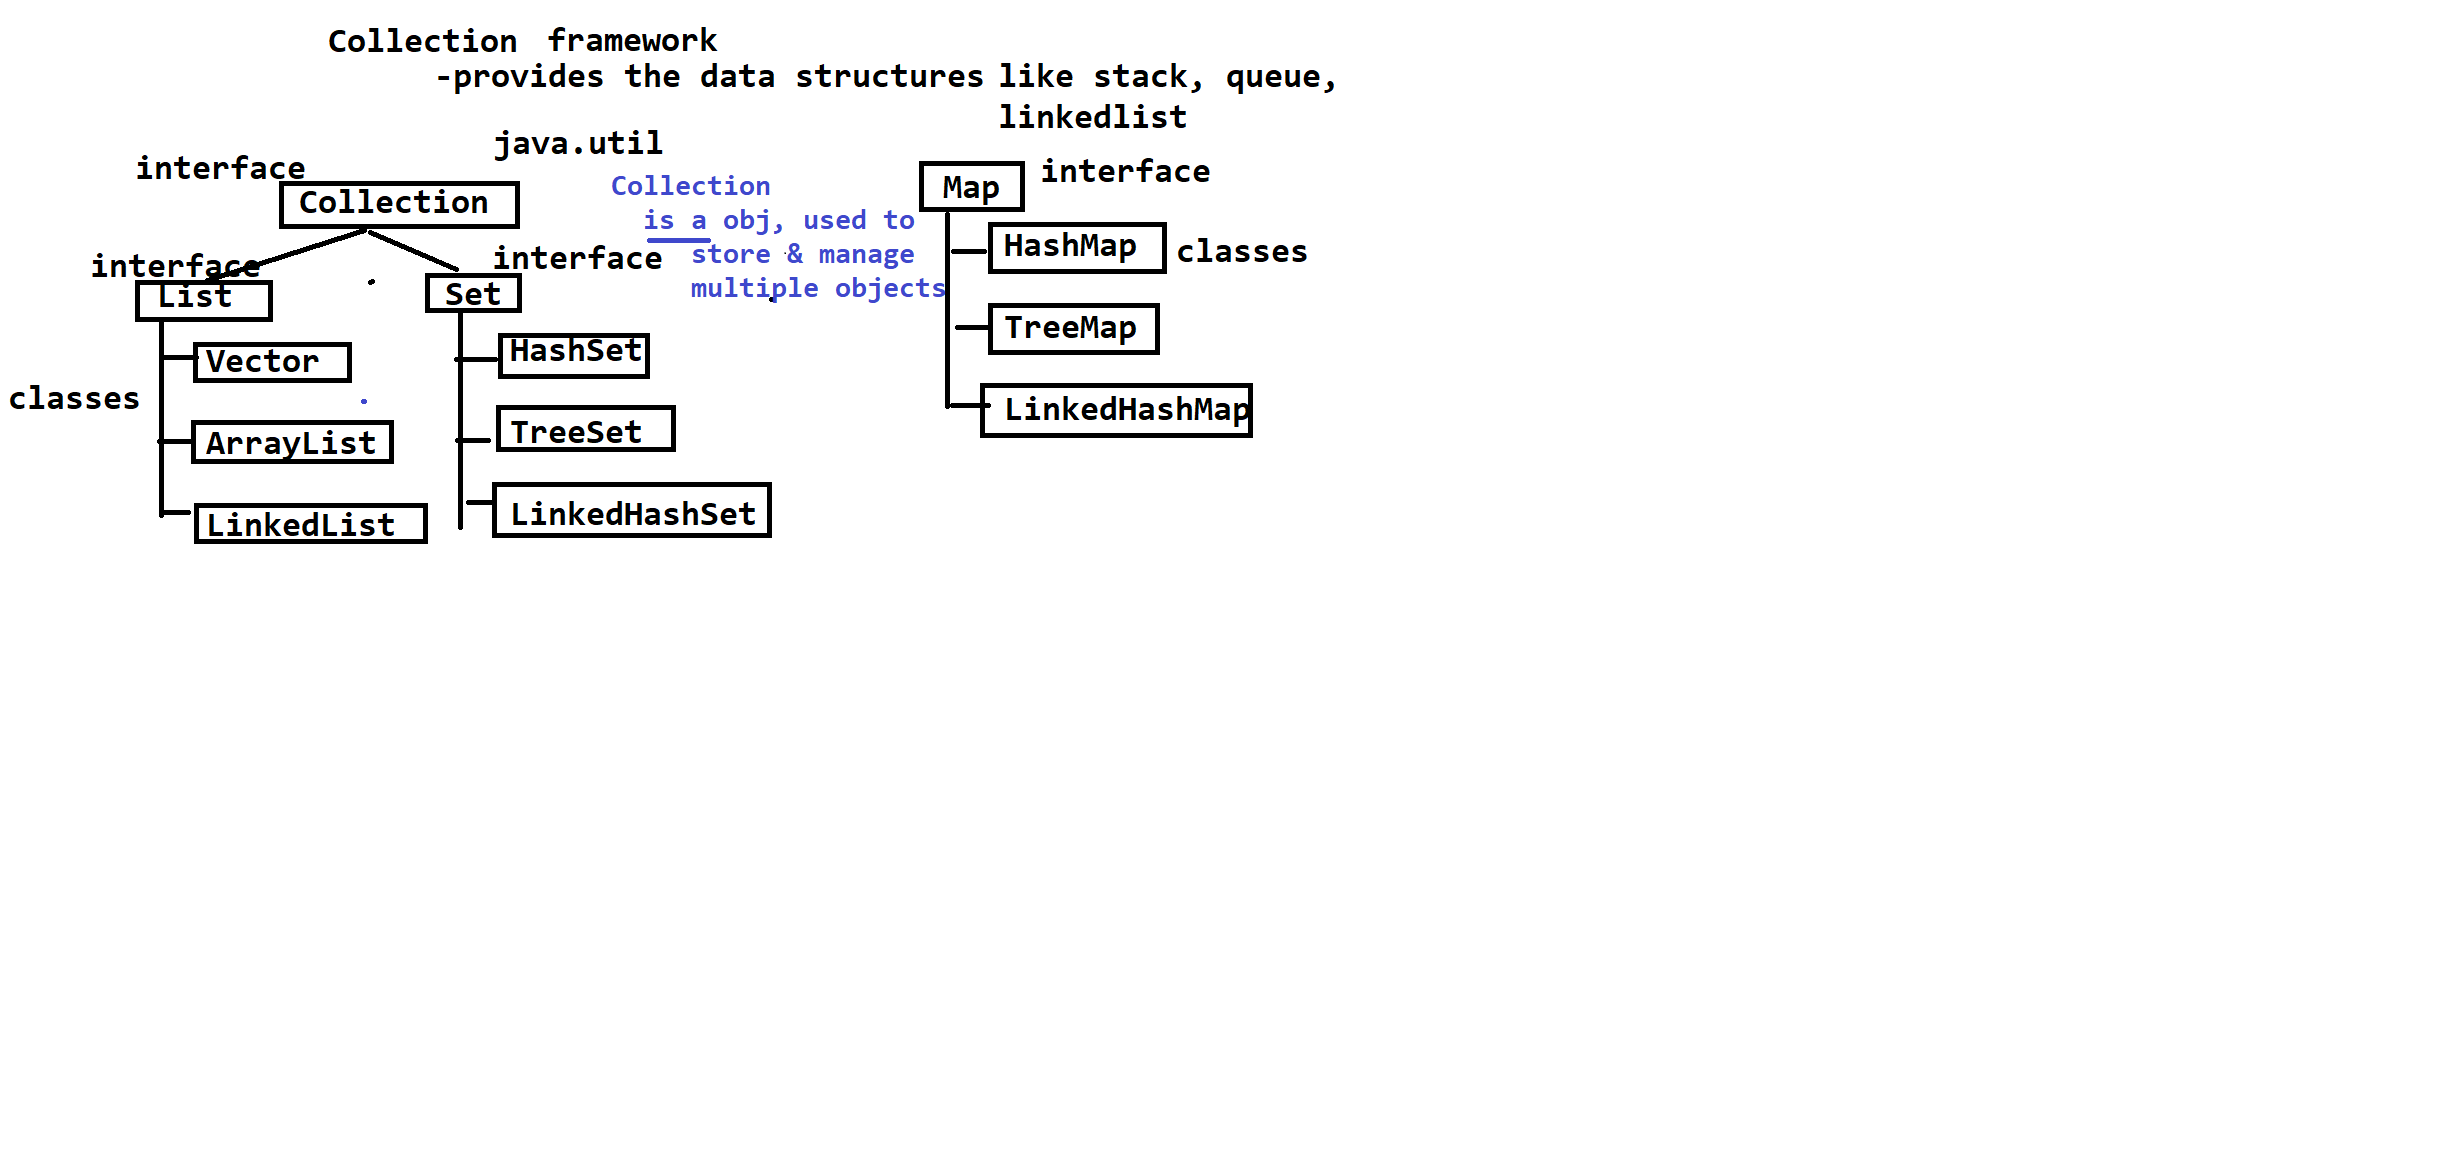 Collection framework
-provides the data structures like stack, queue,
linkedlist
java.util
interface
Collection
Collection
is a obj, used to
store & manage
multiple objects
interface
List
interface
Set
classes
Vector
ArrayList
LinkedList
HashSet
TreeSet
LinkedHashSet
Map interface
HashMap classes
TreeMap
LinkedHashMap